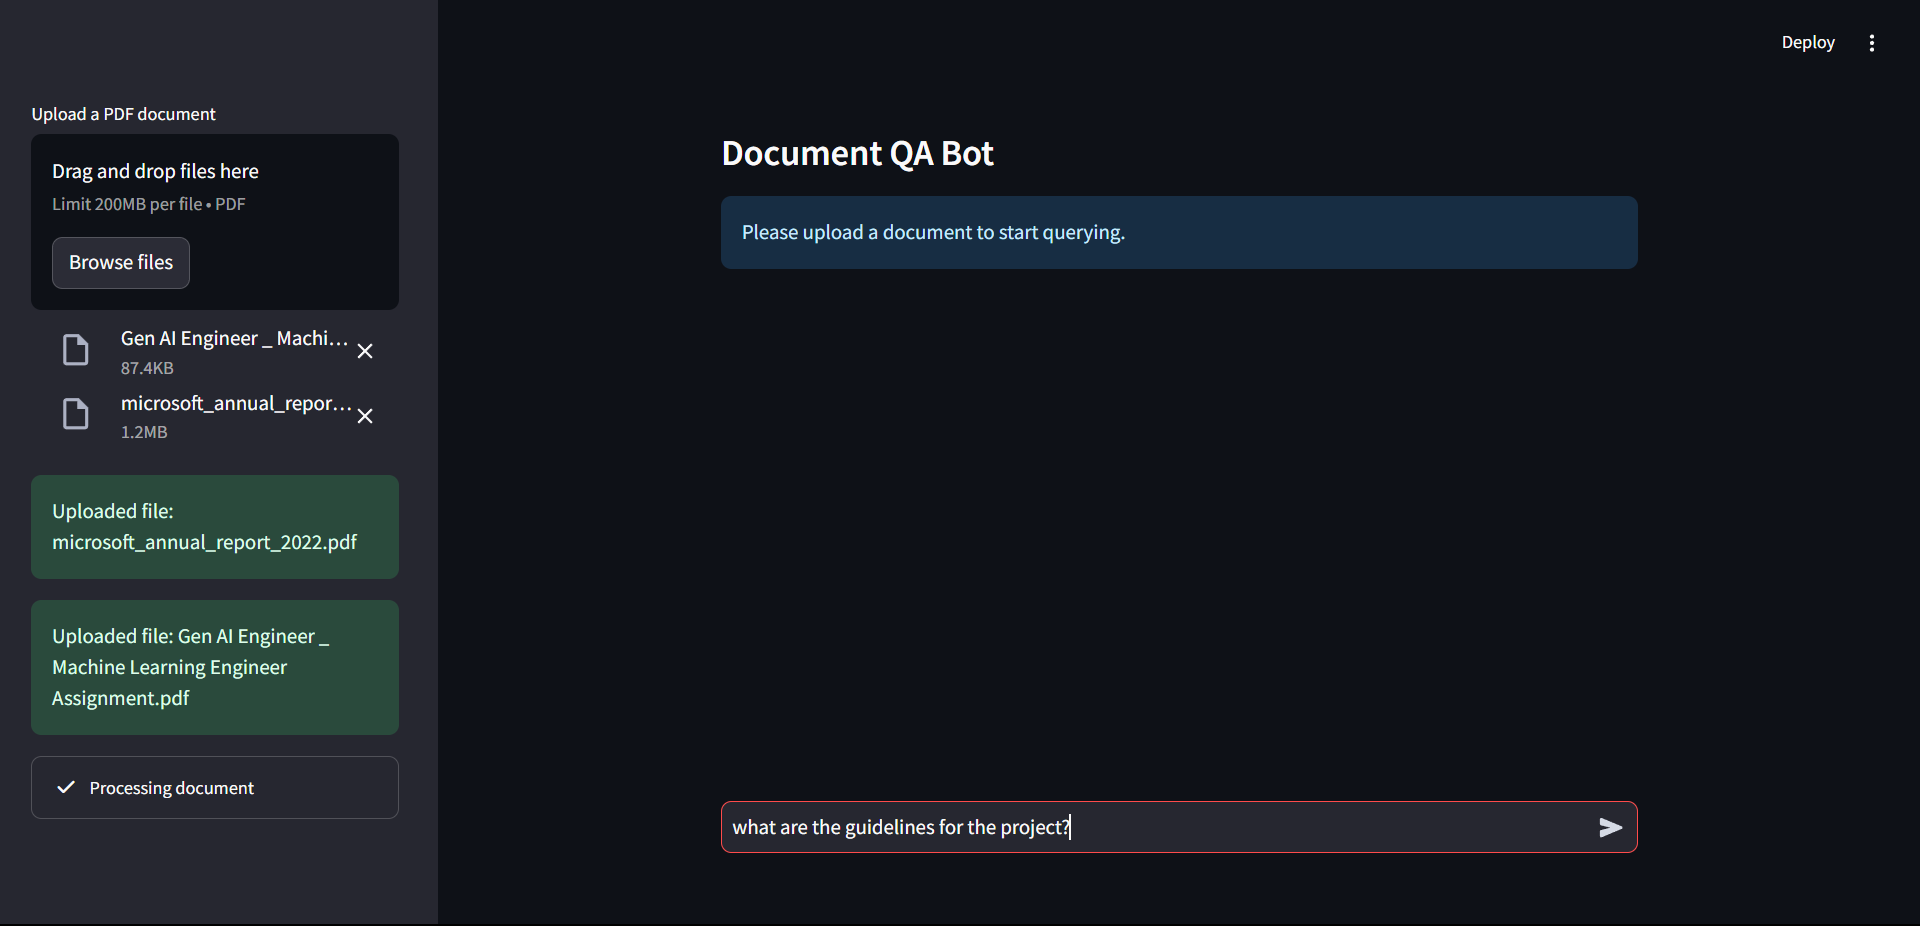 Deploy
Upload a PDF document
Drag and drop files here
Limit 200MB per file • PDF
Browse files
Gen AI Engineer _ Machi...
87.4KB
microsoft_annual_repor...
1.2MB
Uploaded file:
microsoft_annual_report_2022.pdf
Uploaded file: Gen AI Engineer _
Machine Learning Engineer
Assignment.pdf
Processing document
Document QA Bot
Please upload a document to start querying.
what are the guidelines for the project?